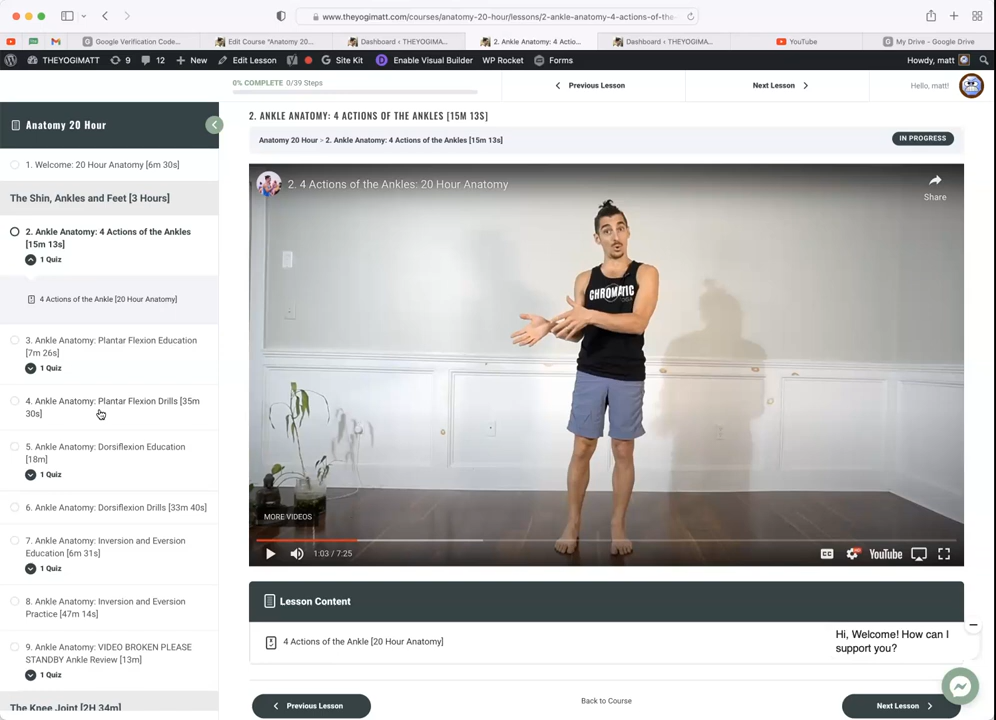 www.theyogimatt.com/courses/anatomy-20-hour/lessons/2-ankle-anatomy-4-actions-of-the-
Google Verification Code...
Edit Course "Anatomy 20...
Dashboard ‹ THEYOGIMA...
2. Ankle Anatomy: 4 Actio...
Dashboard ‹ THEYOGIMA...
YouTube
My Drive - Google Drive
THEYOGIMATT
9
12
New
Edit Lesson
Site Kit
Enable Visual Builder
WP Rocket
Forms
Howdy, matt
0% COMPLETE 0/39 Steps
Previous Lesson
Next Lesson
Hello, matt!
Anatomy 20 Hour
1. Welcome: 20 Hour Anatomy [6m 30s]
The Shin, Ankles and Feet [3 Hours]
2. Ankle Anatomy: 4 Actions of the Ankles
[15m 13s]
1 Quiz
4 Actions of the Ankle [20 Hour Anatomy]
3. Ankle Anatomy: Plantar Flexion Education
[7m 26s]
1 Quiz
4. Ankle Anatomy: Plantar Flexion Drills [35m
30s]
5. Ankle Anatomy: Dorsiflexion Education
[18m]
1 Quiz
6. Ankle Anatomy: Dorsiflexion Drills [33m 40s]
7. Ankle Anatomy: Inversion and Eversion
Education [6m 31s]
1 Quiz
8. Ankle Anatomy: Inversion and Eversion
Practice [47m 14s]
9. Ankle Anatomy: VIDEO BROKEN PLEASE
STANDBY Ankle Review [13m]
1 Quiz
The Knee Joint [2H 34m]
2. ANKLE ANATOMY: 4 ACTIONS OF THE ANKLES [15M 13S]
Anatomy 20 Hour > 2. Ankle Anatomy: 4 Actions of the Ankles [15m 13s]
IN PROGRESS
2. 4 Actions of the Ankles: 20 Hour Anatomy
Share
CHROMATIC
YOGA
MORE VIDEOS
1:03 / 7:25
CC
YouTube
Lesson Content
4 Actions of the Ankle [20 Hour Anatomy]
Hi, Welcome! How can I
support you?
Previous Lesson
Back to Course
Next Lesson